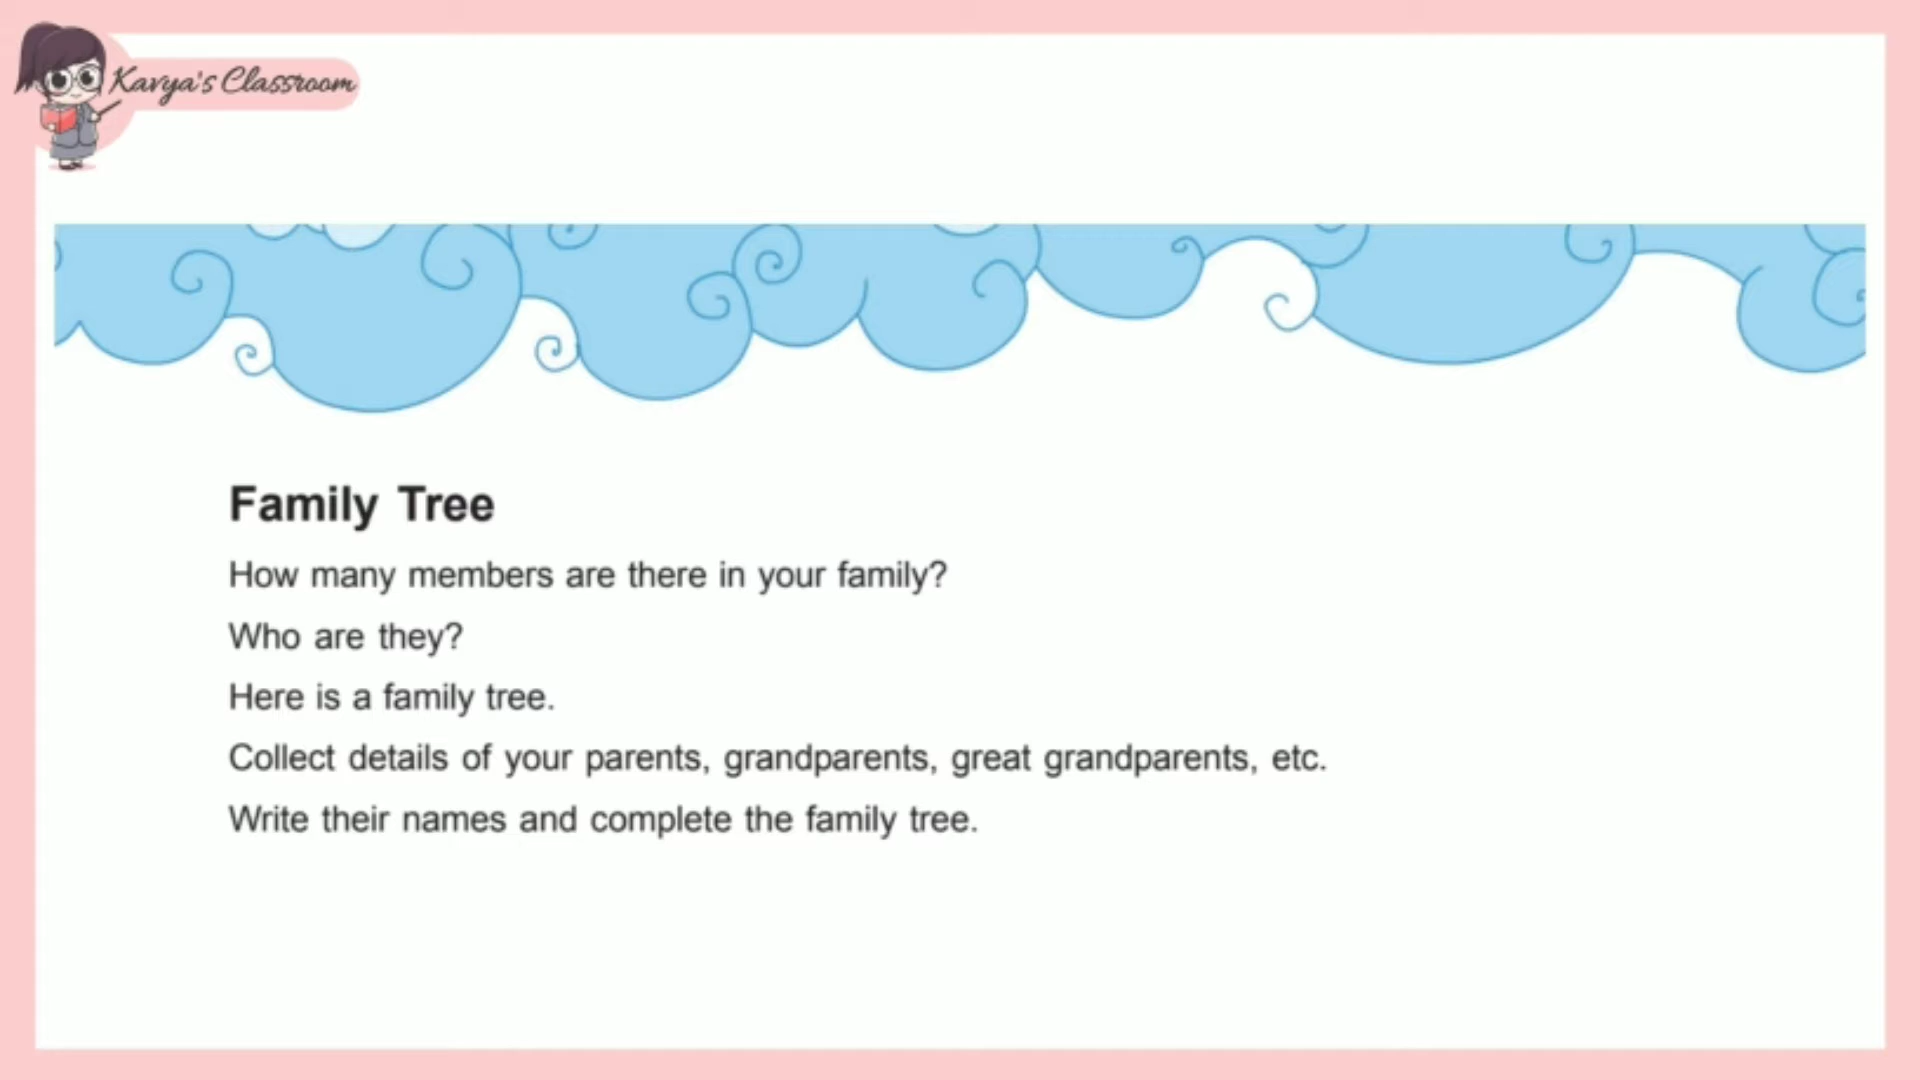 Kavya's Classroom
Family Tree
How many members are there in your family?
Who are they?
Here is a family tree.
Collect details of your parents, grandparents, great grandparents, etc.
Write their names and complete the family tree.